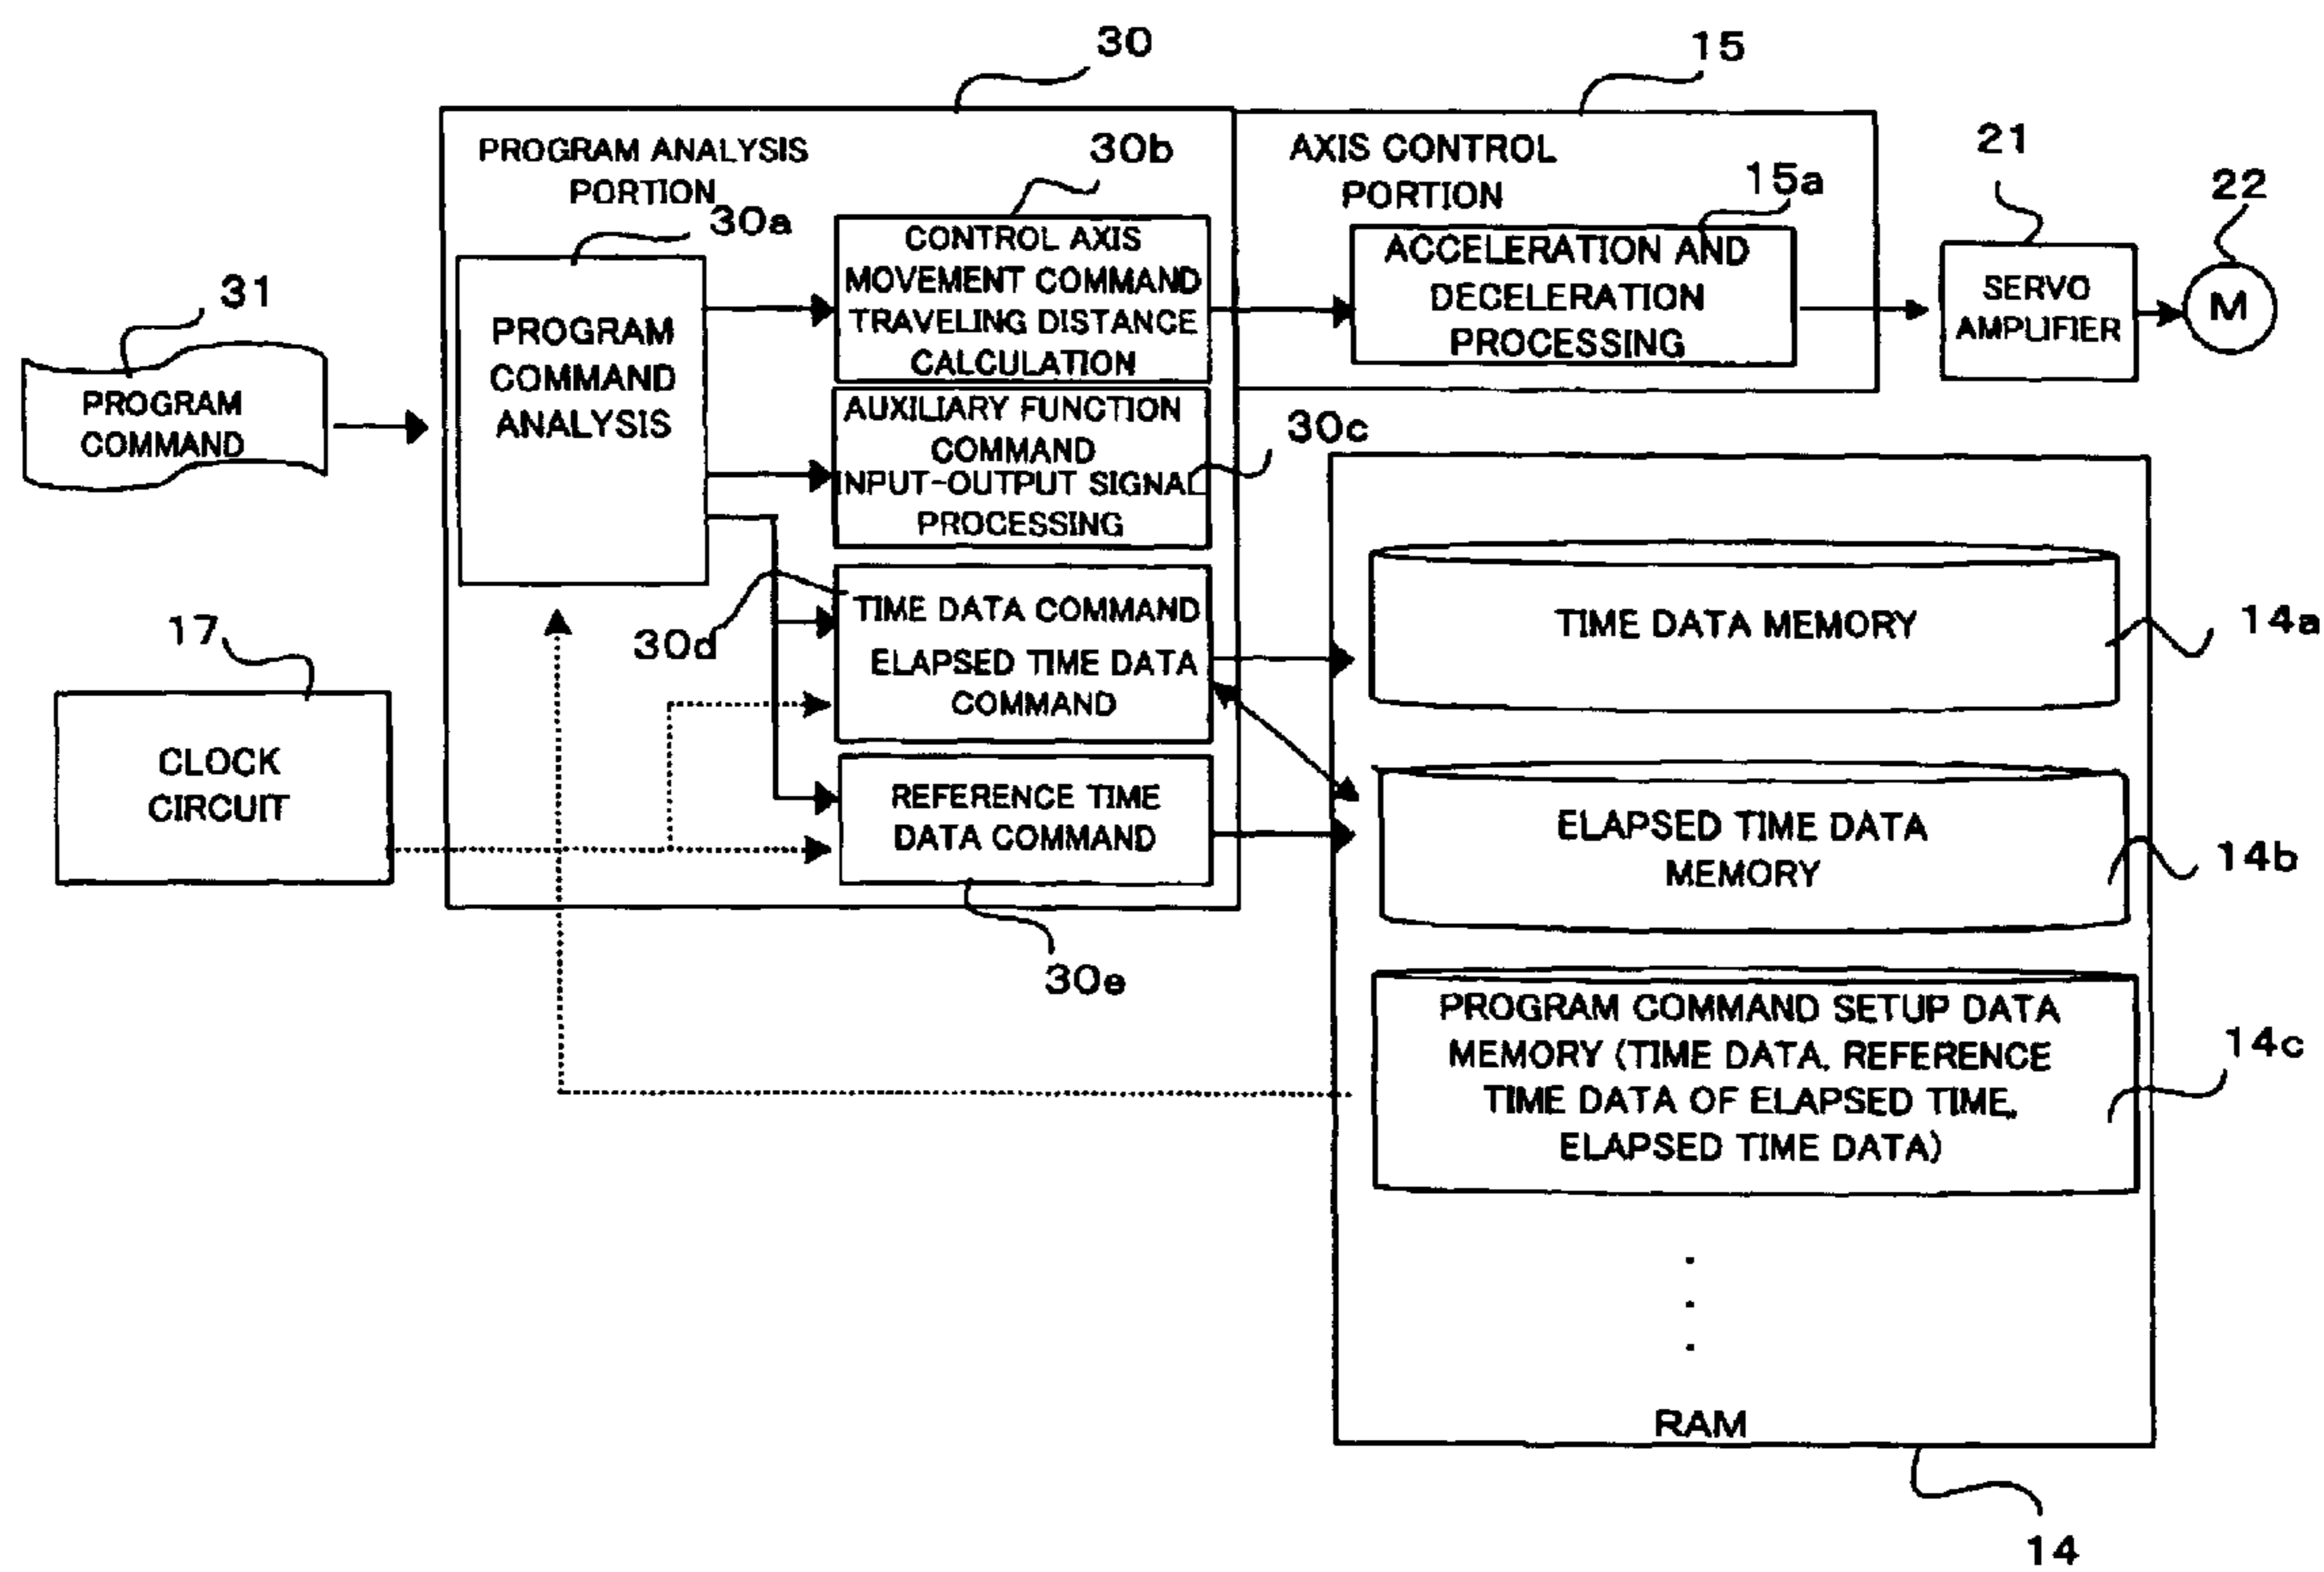 30
15
PROGRAM ANALYSIS
PORTION
30b
AXIS CONTROL
PORTION
15a
21
22
30a
31
CONTROL AXIS
MOVEMENT COMMAND
TRAVELING DISTANCE
CALCULATION
ACCELERATION AND
DECELERATION
PROCESSING
SERVO
AMPLIFIER
M
PROGRAM
COMMAND
ANALYSIS
PROGRAM
COMMAND
AUXILIARY FUNCTION
COMMAND
INPUT-OUTPUT SIGNAL
PROCESSING
30c
17
30d
TIME DATA COMMAND
ELAPSED TIME DATA
COMMAND
TIME DATA MEMORY
14a
CLOCK
CIRCUIT
REFERENCE TIME
DATA COMMAND
ELAPSED TIME DATA
MEMORY
14b
30e
PROGRAM COMMAND SETUP DATA
MEMORY (TIME DATA, REFERENCE
TIME DATA OF ELAPSED TIME,
ELAPSED TIME DATA)
14c
RAM
14